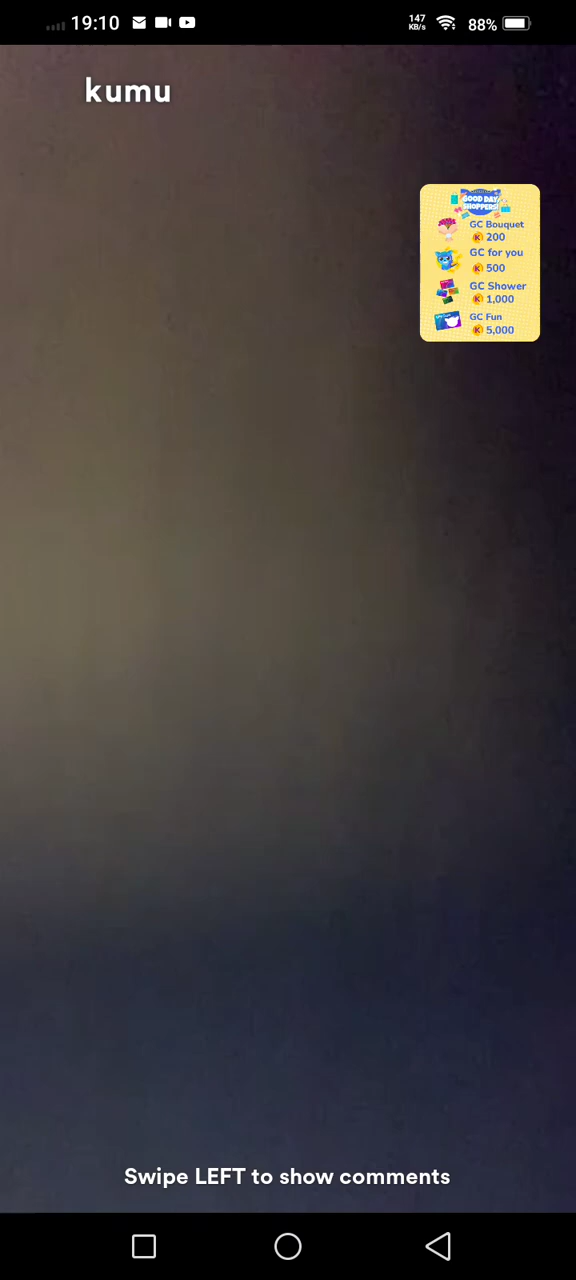 19:10
147
KB/s
88%
kumu
GOOD DAY
SHOPPERS!
GC Bouquet
K 200
GC for you
K 500
GC Shower
K 1,000
GC Fun
K 5,000
Swipe LEFT to show comments